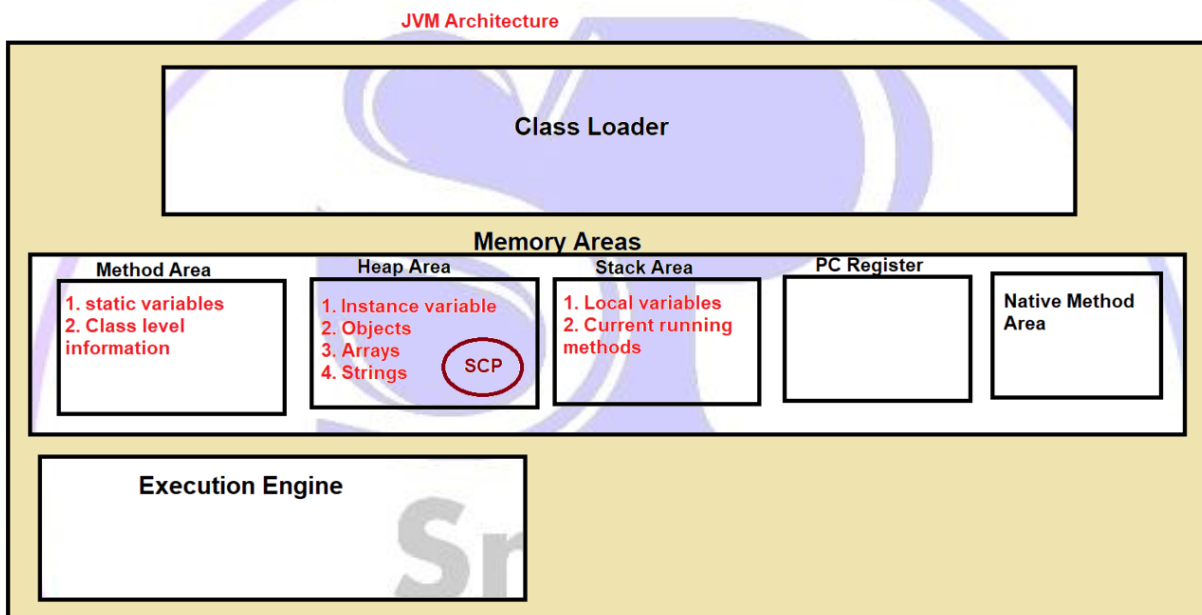 JVM Architecture
Class Loader
Memory Areas
Method Area
1. static variables
2. Class level
information
Heap Area
1. Instance variable
2. Objects
3. Arrays
4. Strings
SCP
Stack Area
1. Local variables
2. Current running
methods
PC Register
Native Method
Area
Execution Engine